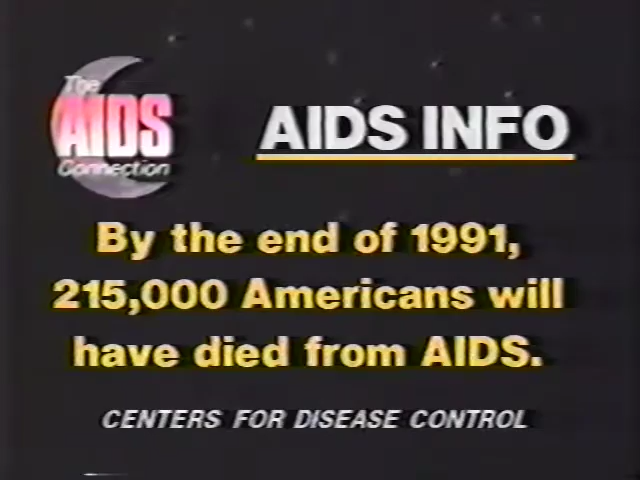 The
AIDS
Connection
AIDS INFO
By the end of 1991,
215,000 Americans will
have died from AIDS.
CENTERS FOR DISEASE CONTROL